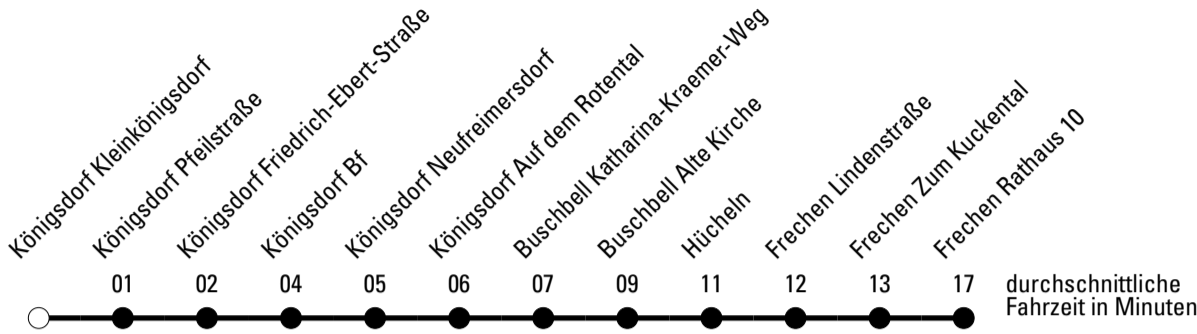 Königsdorf Kleinkönigsdorf
Königsdorf Pfeilstraße
Königsdorf Friedrich-Ebert-Straße
Königsdorf Bf
Königsdorf Neufreimersdorf
Königsdorf Auf dem Rotental
Buschbell Katharina-Kraemer-Weg
Buschbell Alte Kirche
Hücheln
Frechen Lindenstraße
Frechen Zum Kuckental
Frechen Rathaus 10
01 02 04 05 06 07 09 11 12 13 17
durchschnittliche
Fahrzeit in Minuten